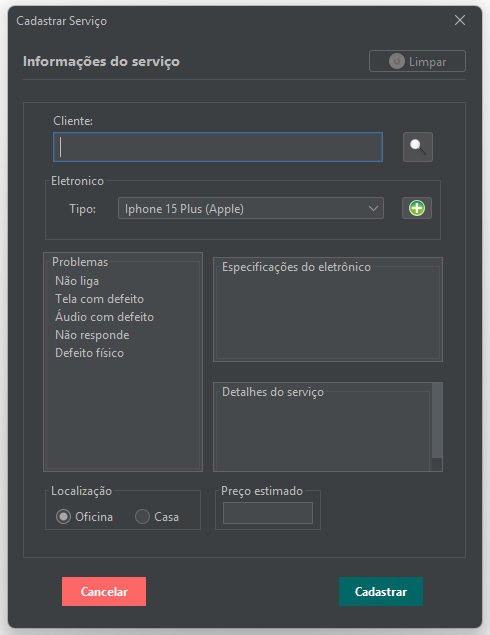 Cadastrar Serviço
Informações do serviço
Limpar
Cliente:
Eletronico
Tipo:
Iphone 15 Plus (Apple)
Problemas
Não liga
Tela com defeito
Áudio com defeito
Não responde
Defeito físico
Especificações do eletrônico
Detalhes do serviço
Localização
Oficina
Casa
Preço estimado
Cancelar
Cadastrar